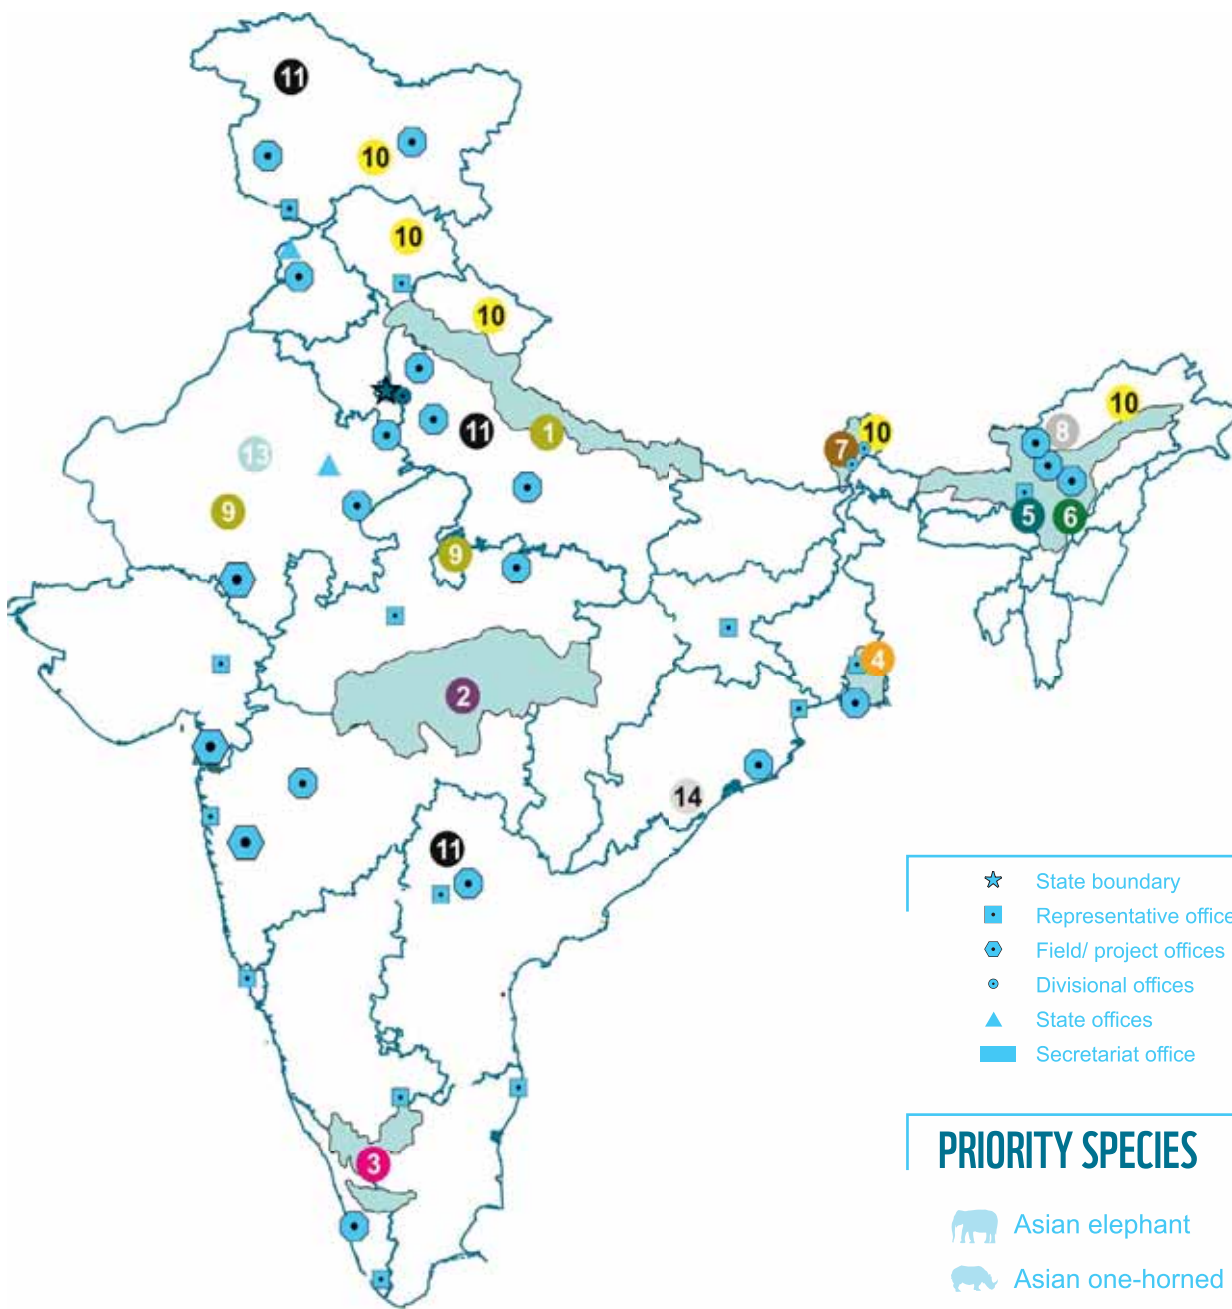 11
10
10
10
10
11
1
8
7
10
13
9
5
6
9
4
2
14
11
3
State boundary
Representative office
Field/ project offices
Divisional offices
State offices
Secretariat office
PRIORITY SPECIES
Asian elephant
Asian one-horned